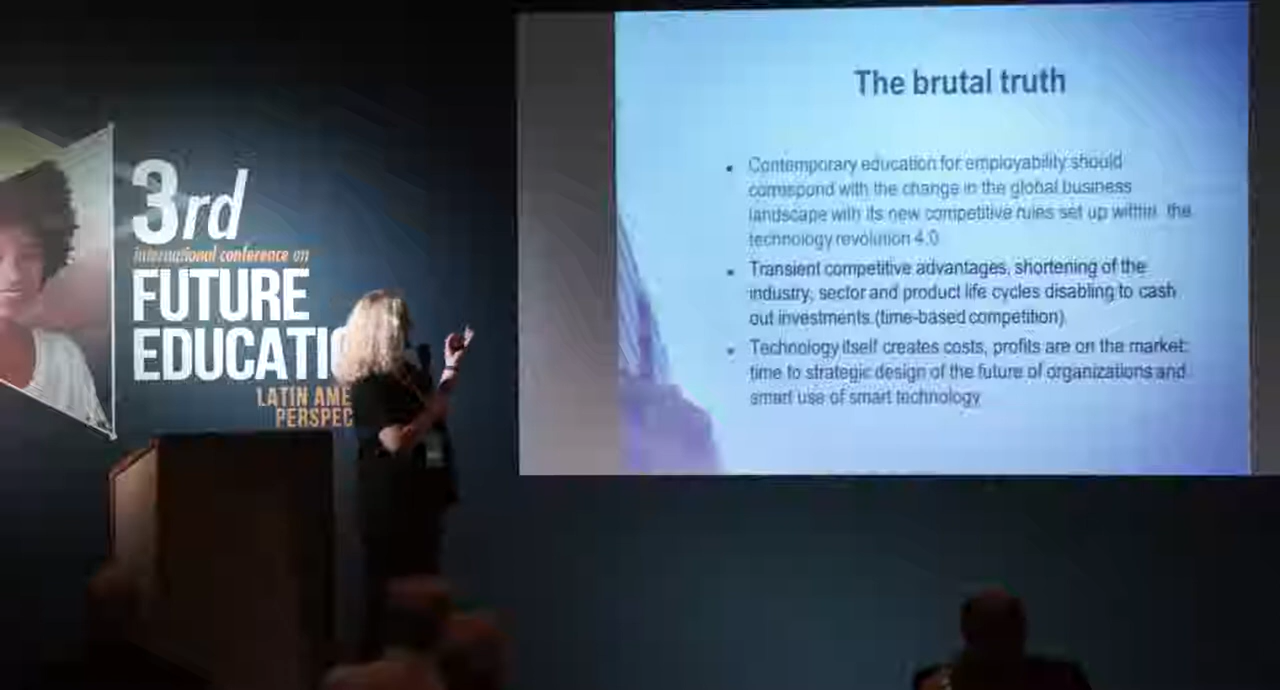 3rd
international conference on
FUTURE
EDUCATIO
LATIN AME
PERSPEC
The brutal truth
• Contemporary education for employability should
correspond with the change in the global business
landscape with its new competitive rules set up within the
technology revolution 4.0
• Transient competitive advantages, shortening of the
industry, sector and product life cycles disabling to cash
out investments.(time-based competition)
• Technology itself creates costs, profits are on the market:
time to strategic design of the future of organizations and
smart use of smart technology